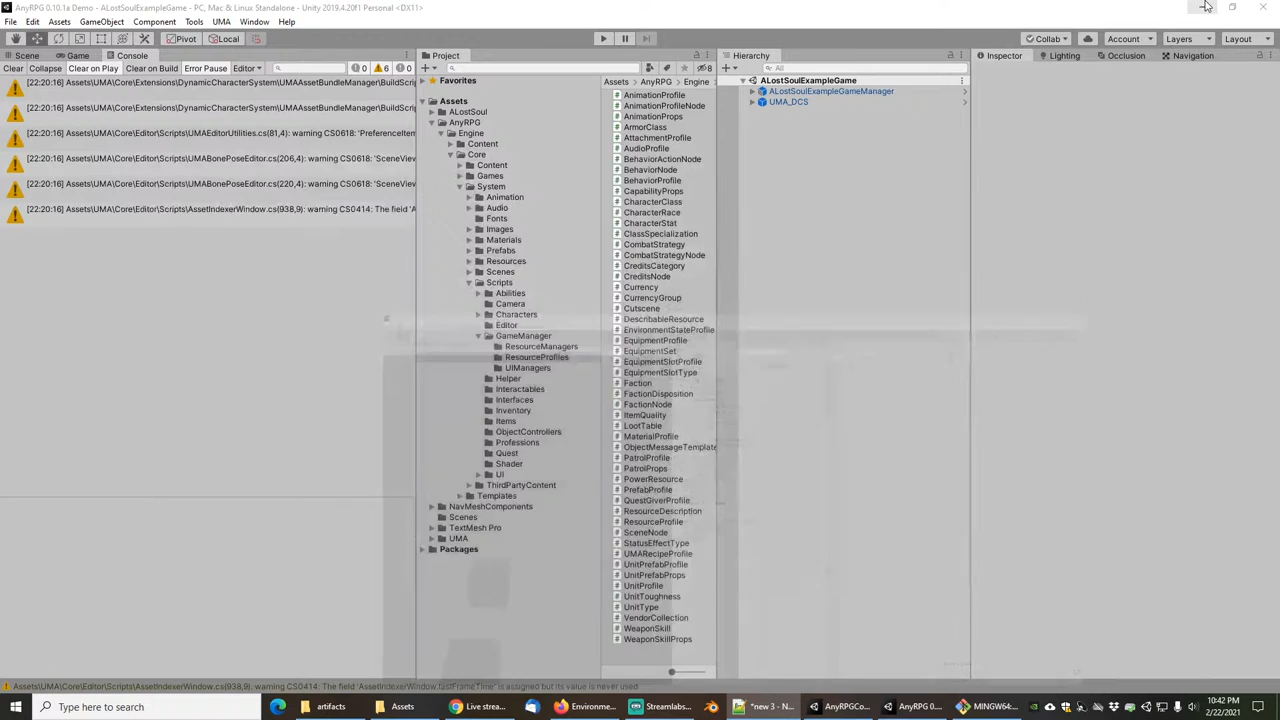 AnyRPG 0.10.1a Demo - ALostSoulExampleGame - PC, Mac & Linux Standalone - Unity 2019.4.20f1 Personal <DX11>
File Edit Assets GameObject Component Tools UMA Window Help
Pivot Local Collab Account Layers Layout
Scene Game Console
Clear Collapse Clear on Play Clear on Build Error Pause Editor 0 6 0
[22:20:16] Assets\UMA\Core\Extensions\DynamicCharacterSystem\UMAAssetBundleManager\BuildScrip
[22:20:16] Assets\UMA\Core\Extensions\DynamicCharacterSystem\UMAAssetBundleManager\BuildScrip
[22:20:16] Assets\UMA\Core\Editor\Scripts\UMAEditorUtilities.cs(81,4): warning CS0618: 'PreferenceItem
[22:20:16] Assets\UMA\Core\Editor\Scripts\UMABonePoseEditor.cs(206,4): warning CS0618: 'SceneView
[22:20:16] Assets\UMA\Core\Editor\Scripts\UMABonePoseEditor.cs(220,4): warning CS0618: 'SceneView
[22:20:16] Assets\UMA\Core\Editor\Scripts\AssetIndexerWindow.cs(938,9): warning CS0414: The field 'A
Project
8
Favorites
Assets
ALostSoul
AnyRPG
Engine
Content
Core
Content
Games
System
Animation
Audio
Fonts
Images
Materials
Prefabs
Resources
Scenes
Scripts
Abilities
Camera
Characters
Editor
GameManager
ResourceManagers
ResourceProfiles
UIManagers
Helper
Interactables
Interfaces
Inventory
Items
ObjectControllers
Professions
Quest
Shader
UI
ThirdPartyContent
Templates
NavMeshComponents
Scenes
TextMesh Pro
UMA
Packages
Assets AnyRPG Engine
AnimationProfile
AnimationProfileNode
AnimationProps
ArmorClass
AttachmentProfile
AudioProfile
BehaviorActionNode
BehaviorNode
BehaviorProfile
CapabilityProps
CharacterClass
CharacterRace
CharacterStat
ClassSpecialization
CombatStrategy
CombatStrategyNode
CreditsCategory
CreditsNode
Currency
CurrencyGroup
Cutscene
DescribableResource
EnvironmentStateProfile
EquipmentProfile
EquipmentSet
EquipmentSlotProfile
EquipmentSlotType
Faction
FactionDisposition
FactionNode
ItemQuality
LootTable
MaterialProfile
ObjectMessageTemplate
PatrolProfile
PatrolProps
PowerResource
PrefabProfile
QuestGiverProfile
ResourceDescription
ResourceProfile
SceneNode
StatusEffectType
UMARecipeProfile
UnitPrefabProfile
UnitPrefabProps
UnitProfile
UnitToughness
UnitType
VendorCollection
WeaponSkill
WeaponSkillProps
Hierarchy
All
ALostSoulExampleGame
ALostSoulExampleGameManager
UMA_DCS
Inspector Lighting Occlusion Navigation
Assets\UMA\Core\Editor\Scripts\AssetIndexerWindow.cs(938,9): warning CS0414: The field 'AssetIndexerWindow.fastFrameTime' is assigned but its value is never used
Type here to search artifacts Assets Live stream... Environme... Streamlabs... *new 3 - N... AnyRPGCo... AnyRPG 0.... MINGW64:... 10:42 PM
2/22/2021